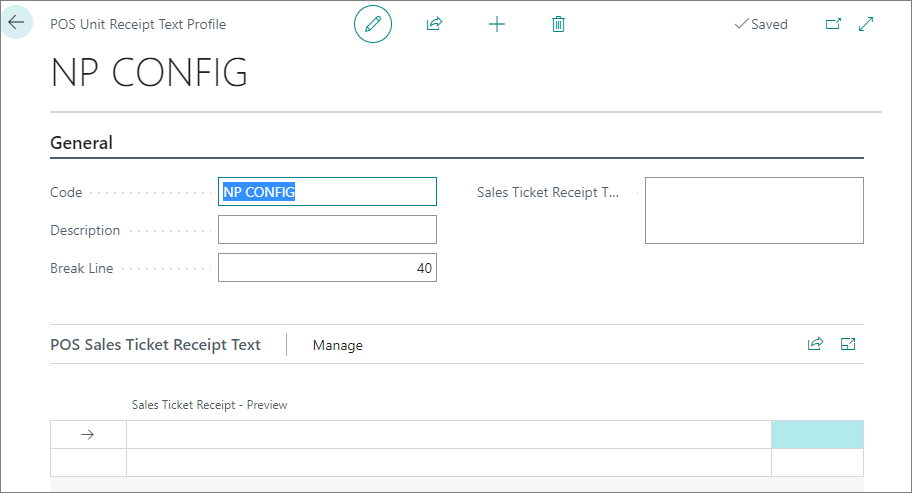 POS Unit Receipt Text Profile
Saved
NP CONFIG
General
Code
NP CONFIG
Sales Ticket Receipt T...
Description
Break Line
40
POS Sales Ticket Receipt Text
Manage
Sales Ticket Receipt - Preview